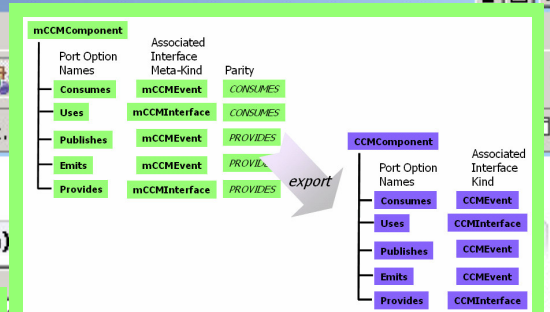 mCCMComponent
Port Option Names
Associated Interface Meta-Kind
Parity
Consumes mCCMEvent CONSUMES
Uses mCCMInterface CONSUMES
Publishes mCCMEvent PROVIDES
Emits mCCMEvent PROVIDES
Provides mCCMInterface PROVIDES
export
CCMComponent
Port Option Names
Associated Interface Kind
Consumes CCMEvent
Uses CCMInterface
Publishes CCMEvent
Emits CCMEvent
Provides CCMInterface